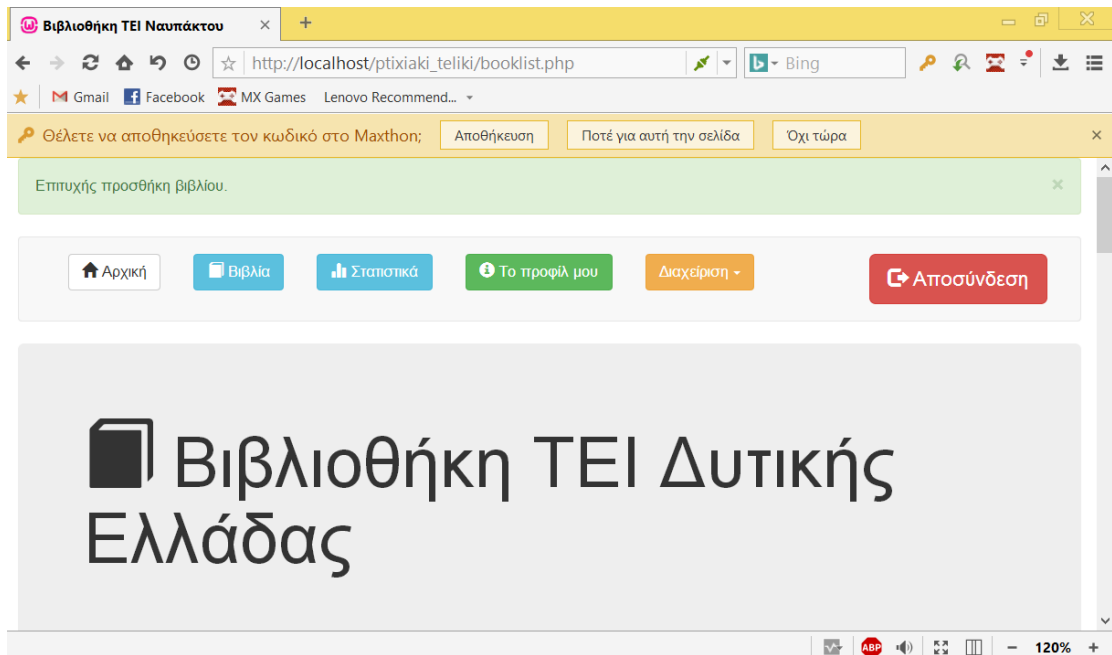 Βιβλιοθήκη ΤΕΙ Ναυπάκτου
http://localhost/ptixiaki_teliki/booklist.php
Bing
Gmail Facebook MX Games Lenovo Recommend...
Θέλετε να αποθηκεύσετε τον κωδικό στο Maxthon; Αποθήκευση Ποτέ για αυτή την σελίδα Όχι τώρα
Επιτυχής προσθήκη βιβλίου.
Αρχική Βιβλία Στατιστικά Το προφίλ μου Διαχείριση Αποσύνδεση
Βιβλιοθήκη ΤΕΙ Δυτικής
Ελλάδας
ABP 120%